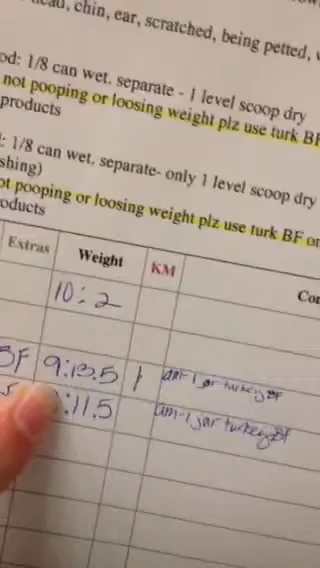 head, chin, ear, scratched, being petted,
od: 1/8 can wet. separate - 1 level scoop dry
not pooping or loosing weight plz use turk BF
products
: 1/8 can wet. separate- only 1 level scoop dry
shing)
ot pooping or loosing weight plz use turk BF or
oducts
Extras Weight KM Co
10:2
BF 9:13.5 1 am-1 jar turkey BF
:11.5 am-1 jar turkey BF